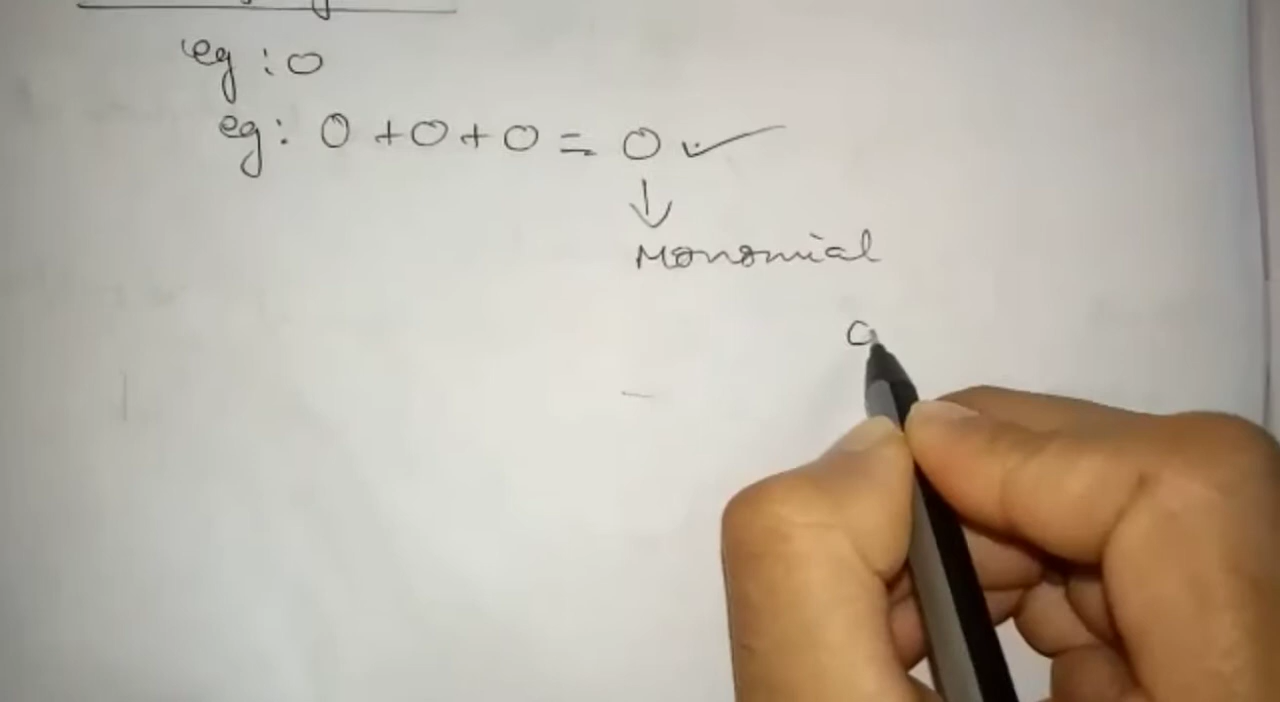 eg : 0
eg : 0 + 0 + 0 = 0 ✓
↓
Monomial